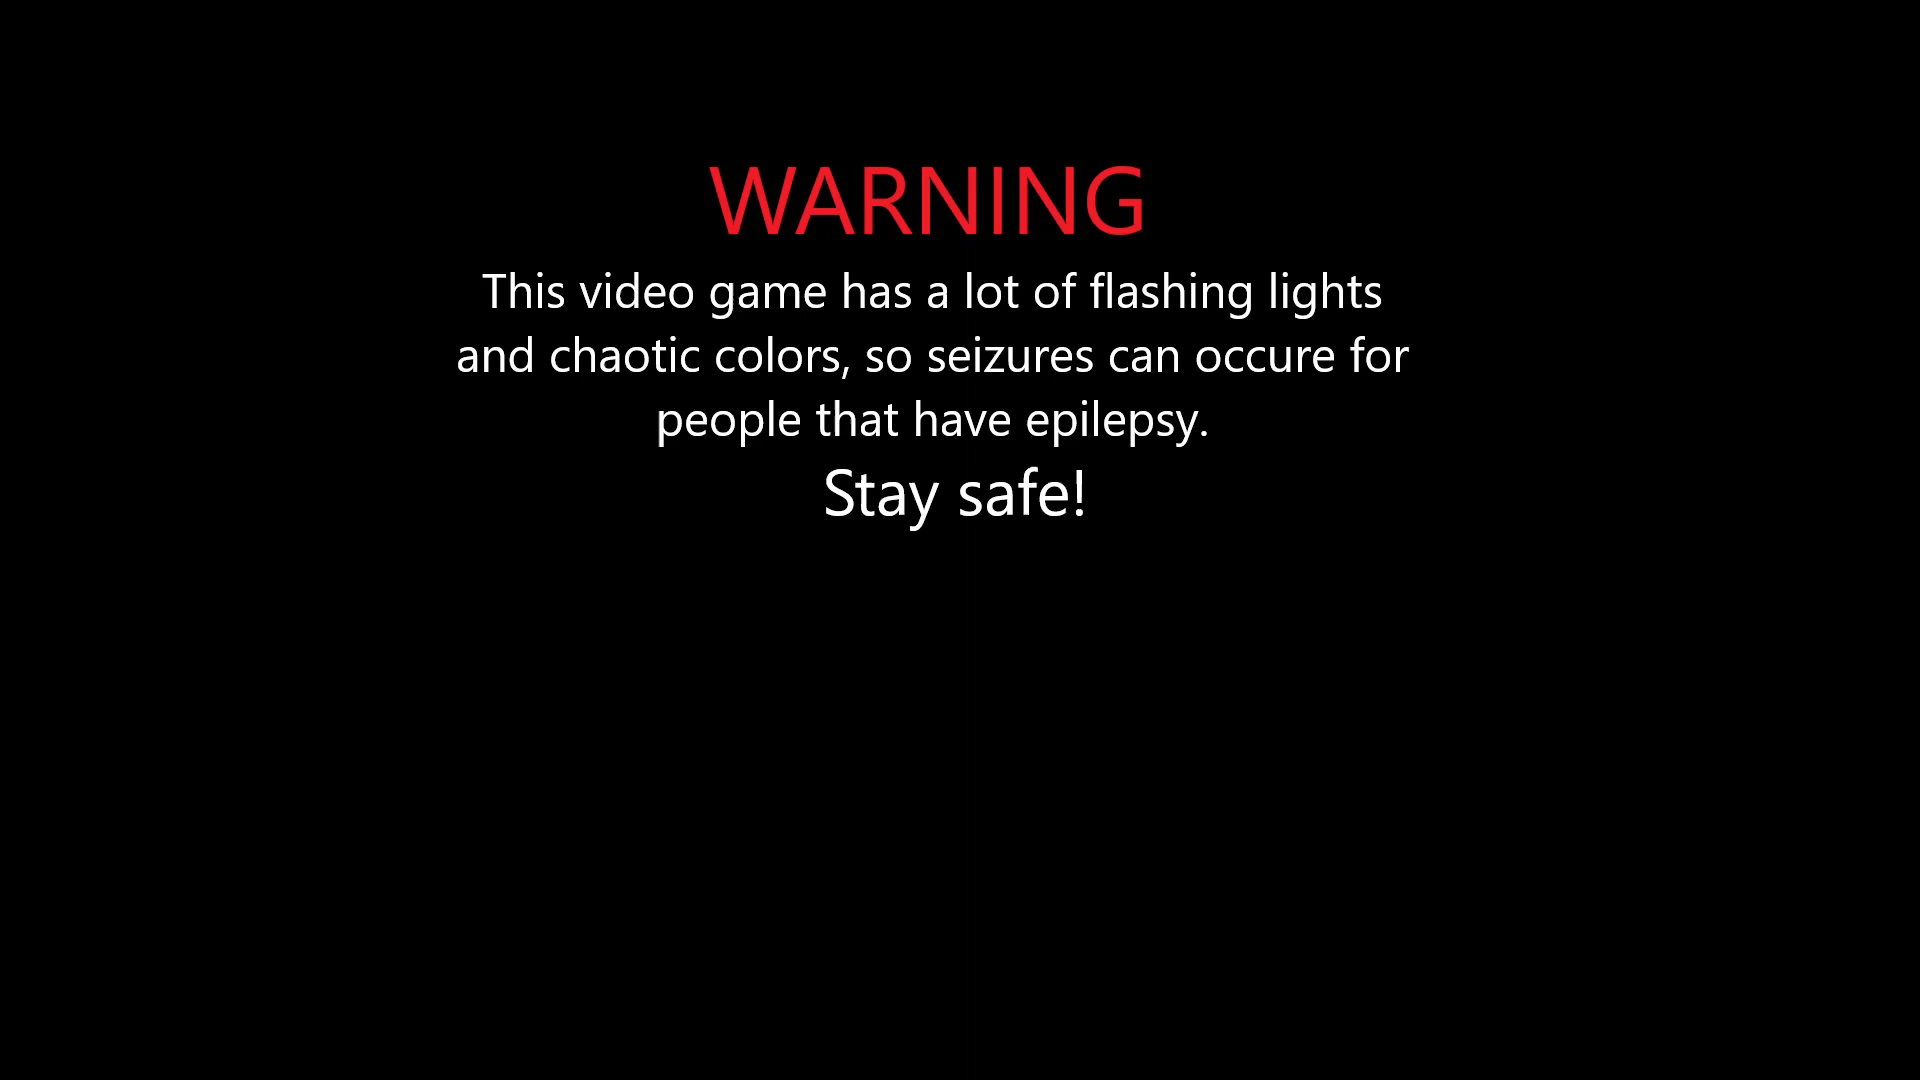 WARNING
This video game has a lot of flashing lights
and chaotic colors, so seizures can occure for
people that have epilepsy.
Stay safe!